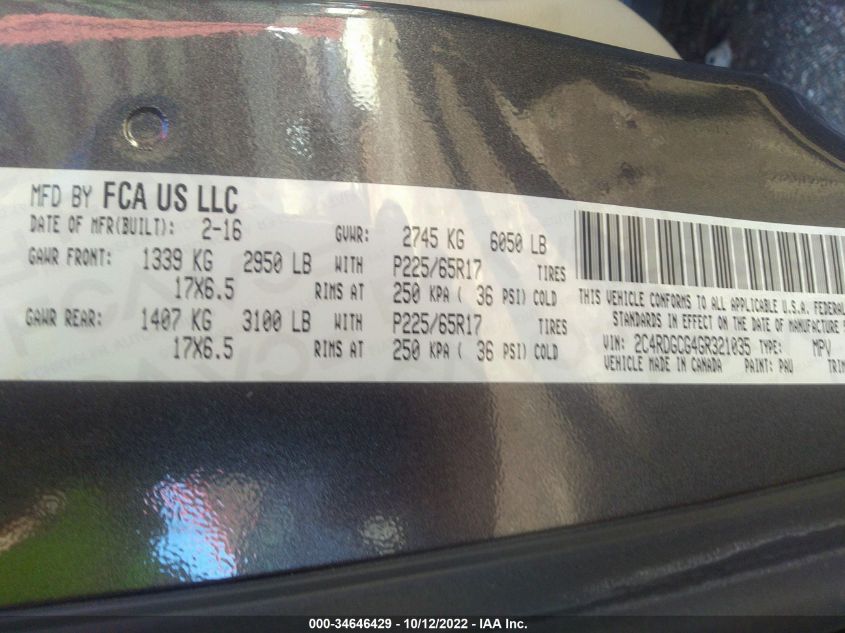 MFD BY FCA US LLC
DATE OF MFR(BUILT): 2-16 GVWR: 2745 KG 6050 LB
GAWR FRONT: 1339 KG 2950 LB WITH P225/65R17 TIRES
17X6.5 RIMS AT 250 KPA ( 36 PSI) COLD
GAWR REAR: 1407 KG 3100 LB WITH P225/65R17 TIRES
17X6.5 RIMS AT 250 KPA ( 36 PSI) COLD
THIS VEHICLE CONFORMS TO ALL APPLICABLE U.S.A. FEDERAL
STANDARDS IN EFFECT ON THE DATE OF MANUFACTURE
VIN: 2C4RDGCG4GR321035 TYPE: MPV
VEHICLE MADE IN CANADA PAINT: PAU TRIM
000-34646429 - 10/12/2022 - IAA Inc.